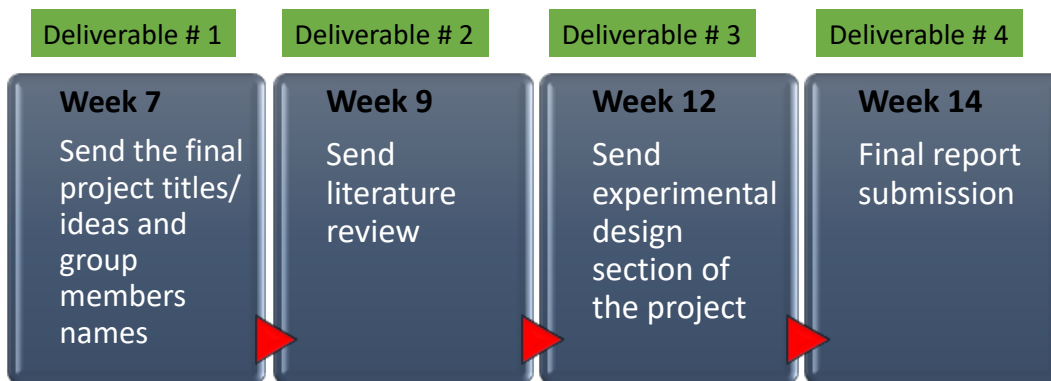 Deliverable # 1
Deliverable # 2
Deliverable # 3
Deliverable # 4
Week 7
Send the final
project titles/
ideas and
group
members
names
Week 9
Send
literature
review
Week 12
Send
experimental
design
section of
the project
Week 14
Final report
submission